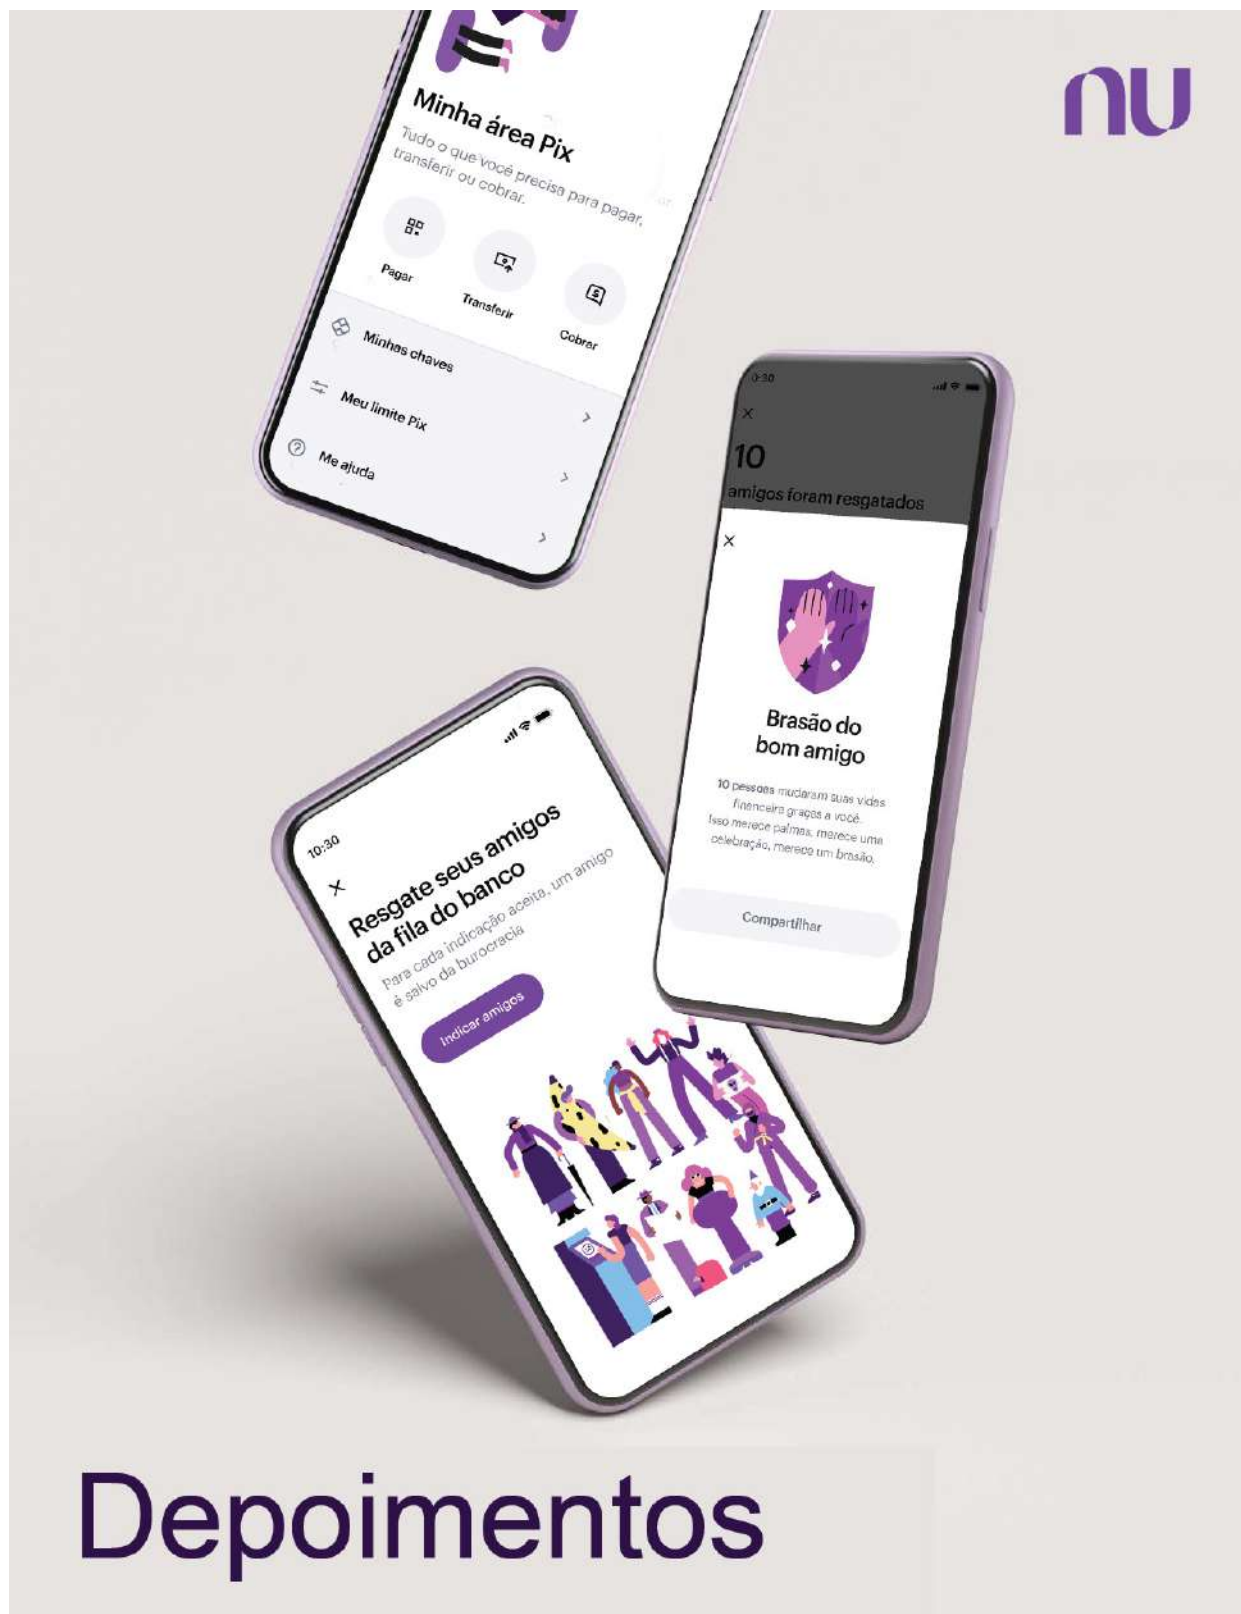 nu
Minha área Pix
Tudo o que você precisa para pagar,
transferir ou cobrar.
Pagar
Transferir
Cobrar
Minhas chaves
Meu limite Pix
Me ajuda
0:30
10
amigos foram resgatados
Brasão do
bom amigo
10 pessoas mudaram suas vidas
financeira graças a você.
Isso merece palmas, merece uma
celebração, merece um brasão.
Compartilhar
10:30
Resgate seus amigos
da fila do banco
Para cada indicação aceita, um amigo
é salvo da burocracia
Indicar amigos
Depoimentos